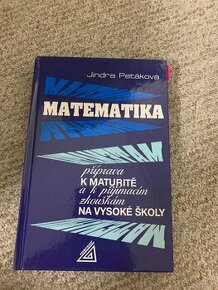 Jindra Petáková
MATEMATIKA
příprava
K MATURITĚ
a k přijímacím
zkouškám
NA VYSOKÉ ŠKOLY